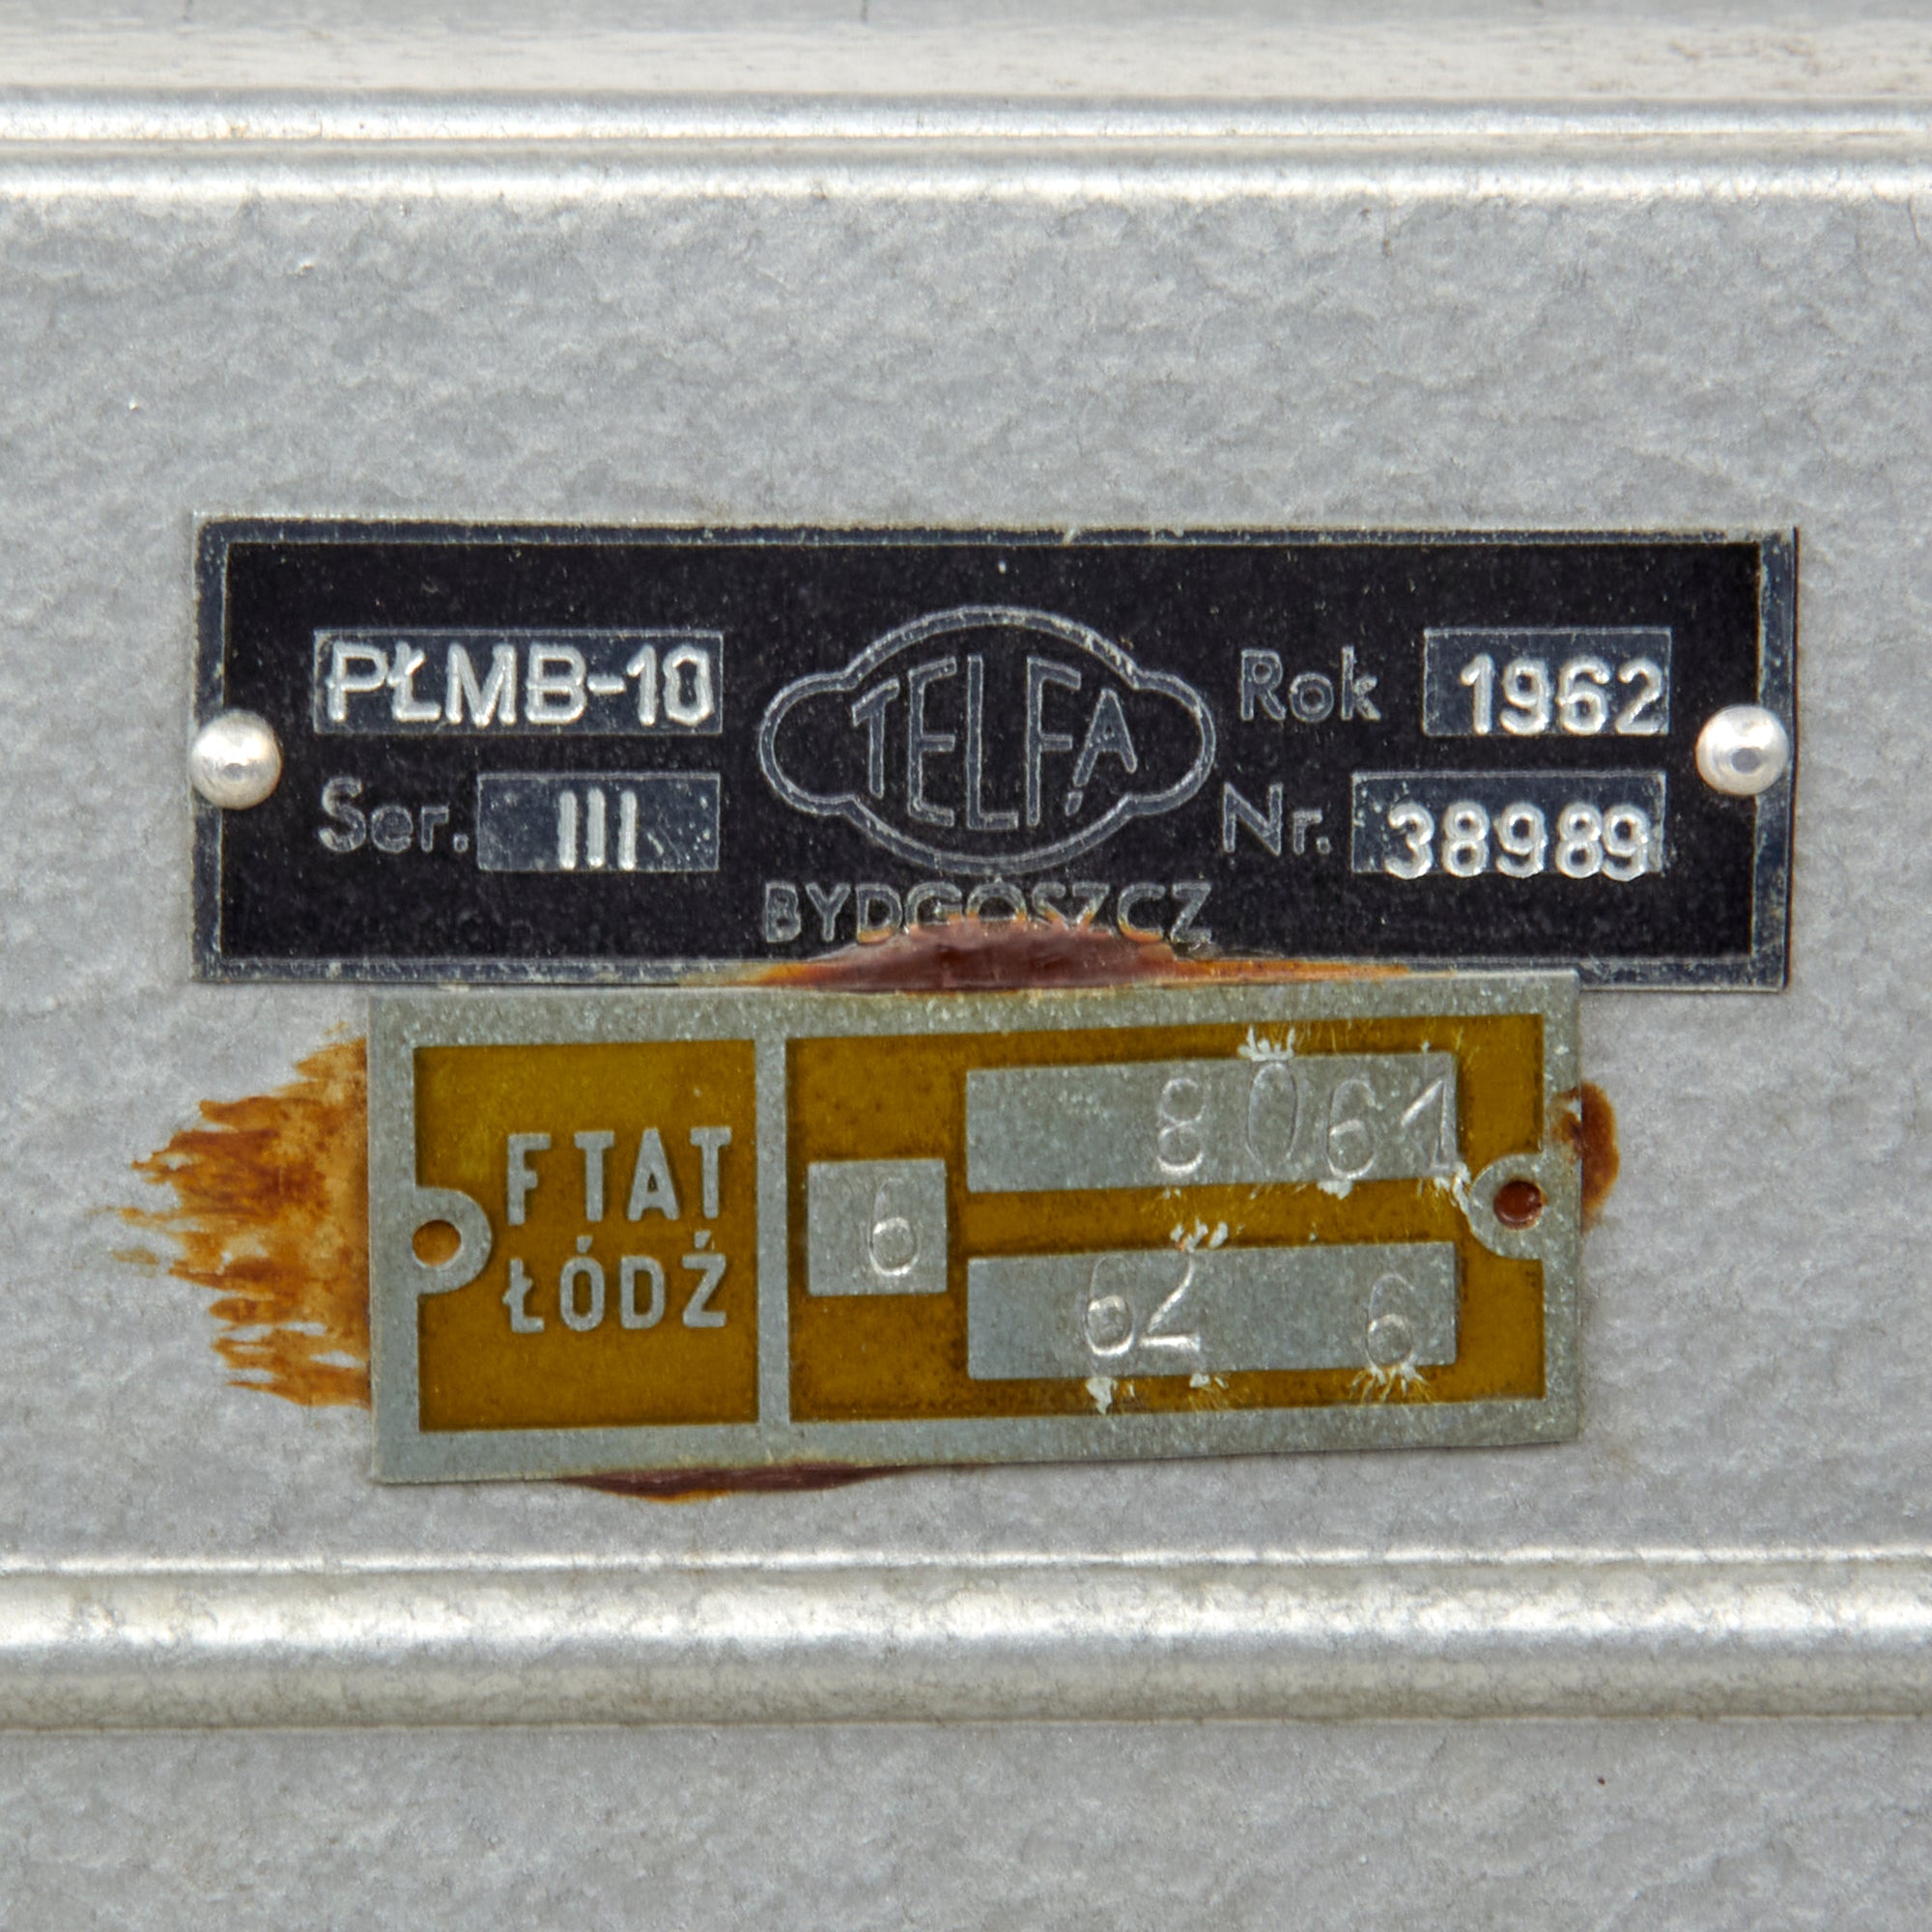 PŁMB-10
Ser. III
TELFA
BYDGOSZCZ
Rok 1962
Nr. 38989
FTAT
ŁÓDŹ
6
8061
62 6